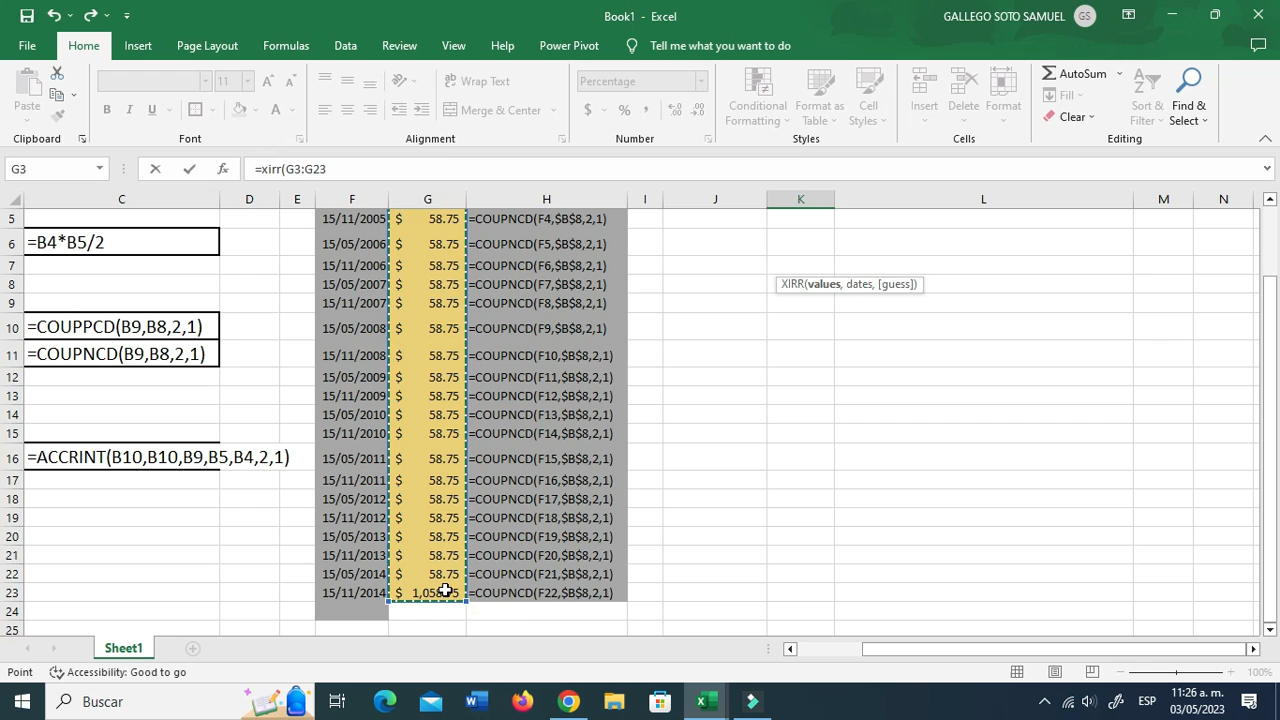 Book1 - Excel
GALLEGO SOTO SAMUEL GS
File Home Insert Page Layout Formulas Data Review View Help Power Pivot Tell me what you want to do
Paste
Clipboard
11
B I U A
Font
Wrap Text
Merge & Center
Alignment
Percentage
$ % ,
Number
Conditional Formatting
Format as Table
Cell Styles
Styles
Insert Delete Format
Cells
AutoSum
Fill
Clear
Sort & Filter
Find & Select
Editing
G3 fx =xirr(G3:G23
C D E F G H I J K L M N
5 15/11/2005 $ 58.75 =COUPNCD(F4,$B$8,2,1)
6 =B4*B5/2 15/05/2006 $ 58.75 =COUPNCD(F5,$B$8,2,1)
7 15/11/2006 $ 58.75 =COUPNCD(F6,$B$8,2,1)
8 15/05/2007 $ 58.75 =COUPNCD(F7,$B$8,2,1) XIRR(values, dates, [guess])
9 15/11/2007 $ 58.75 =COUPNCD(F8,$B$8,2,1)
10 =COUPPCD(B9,B8,2,1) 15/05/2008 $ 58.75 =COUPNCD(F9,$B$8,2,1)
11 =COUPNCD(B9,B8,2,1) 15/11/2008 $ 58.75 =COUPNCD(F10,$B$8,2,1)
12 15/05/2009 $ 58.75 =COUPNCD(F11,$B$8,2,1)
13 15/11/2009 $ 58.75 =COUPNCD(F12,$B$8,2,1)
14 15/05/2010 $ 58.75 =COUPNCD(F13,$B$8,2,1)
15 15/11/2010 $ 58.75 =COUPNCD(F14,$B$8,2,1)
16 =ACCRINT(B10,B10,B9,B5,B4,2,1) 15/05/2011 $ 58.75 =COUPNCD(F15,$B$8,2,1)
17 15/11/2011 $ 58.75 =COUPNCD(F16,$B$8,2,1)
18 15/05/2012 $ 58.75 =COUPNCD(F17,$B$8,2,1)
19 15/11/2012 $ 58.75 =COUPNCD(F18,$B$8,2,1)
20 15/05/2013 $ 58.75 =COUPNCD(F19,$B$8,2,1)
21 15/11/2013 $ 58.75 =COUPNCD(F20,$B$8,2,1)
22 15/05/2014 $ 58.75 =COUPNCD(F21,$B$8,2,1)
23 15/11/2014 $ =COUPNCD(F22,$B$8,2,1)
24
25
Sheet1
Point Accessibility: Good to go 100%
Buscar
ESP
11:26 a. m.
03/05/2023